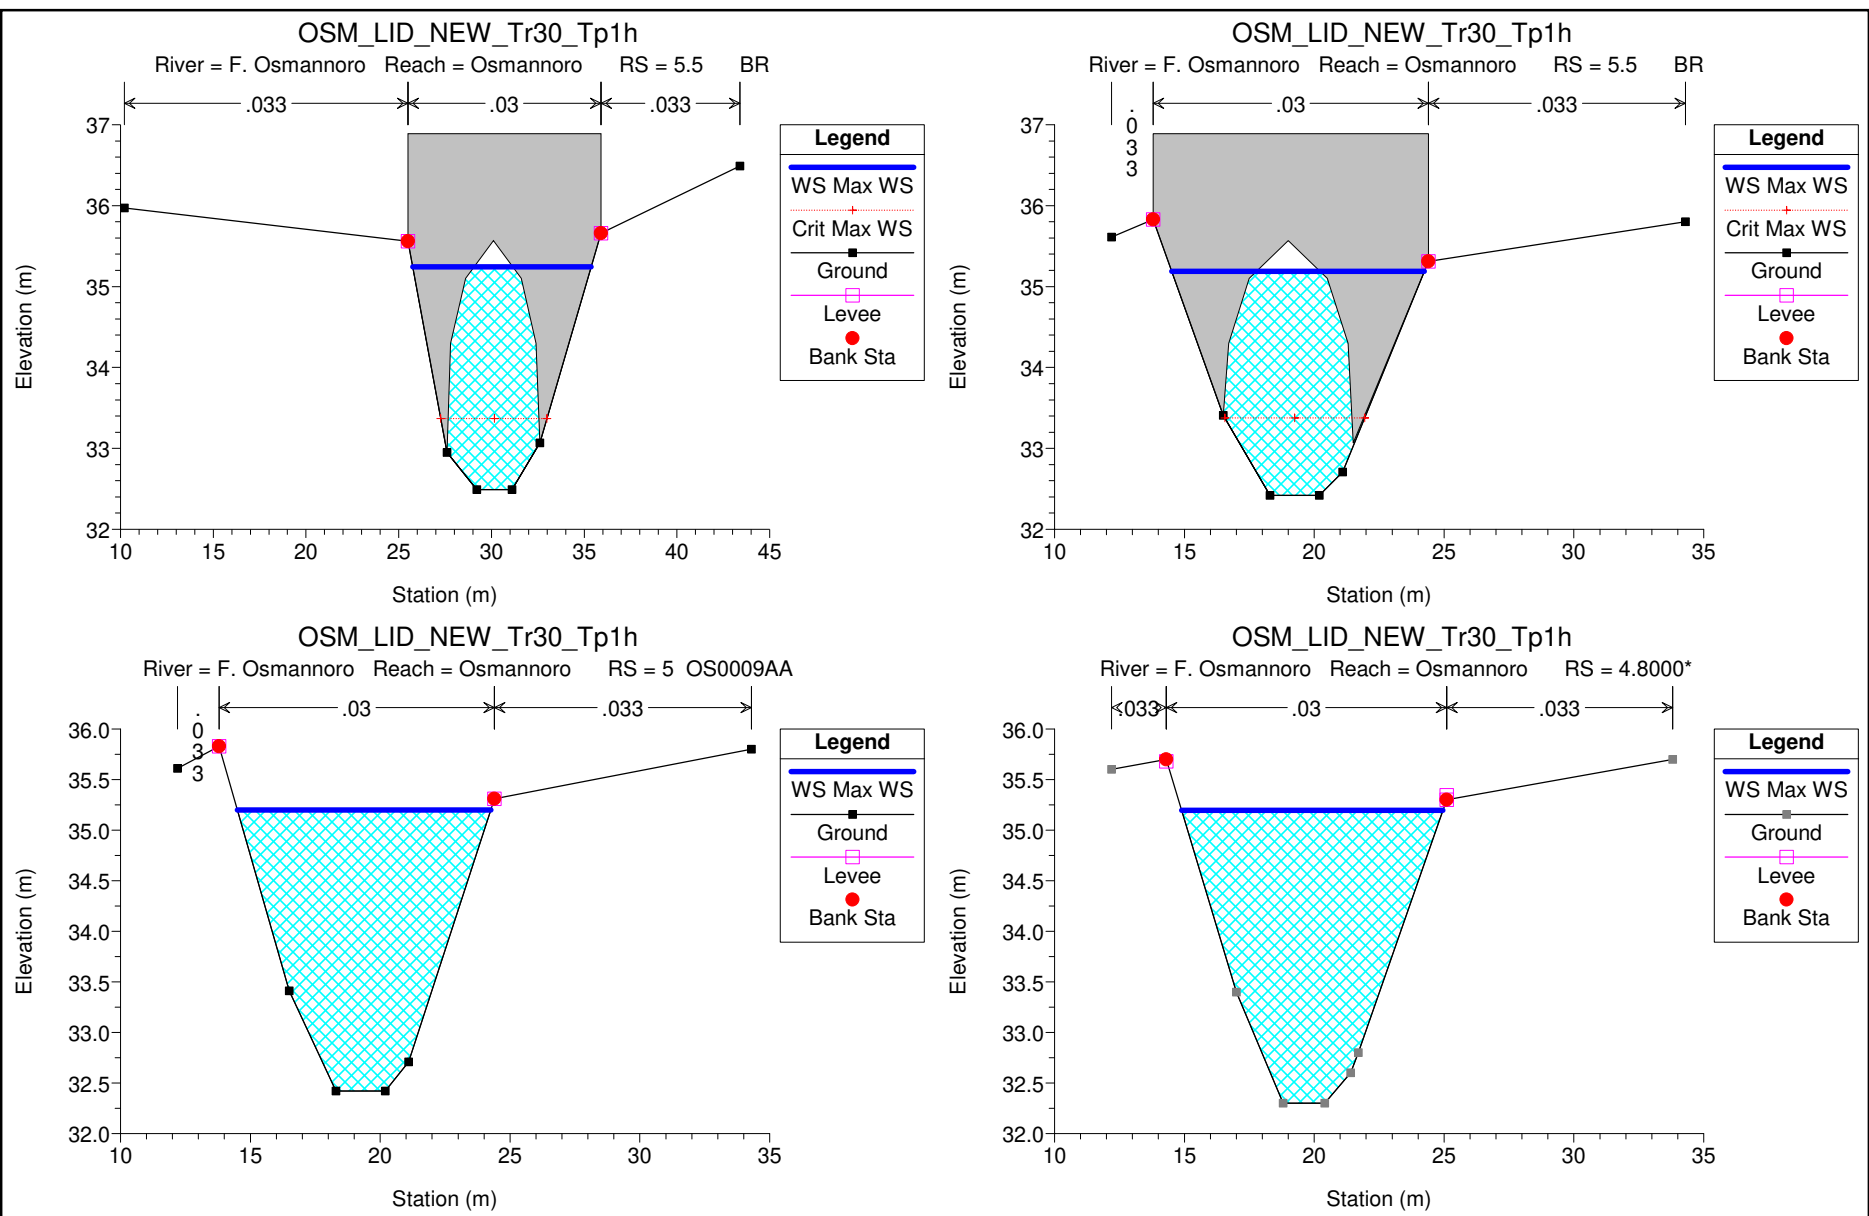 OSM_LID_NEW_Tr30_Tp1h
River = F. Osmannoro Reach = Osmannoro RS = 5.5 BR
.033 .03 .033
37
36
35
34
33
32
Elevation (m)
10 15 20 25 30 35 40 45
Station (m)
Legend
WS Max WS
Crit Max WS
Ground
Levee
Bank Sta
OSM_LID_NEW_Tr30_Tp1h
River = F. Osmannoro Reach = Osmannoro RS = 5.5 BR
.033 .03 .033
37
36
35
34
33
32
Elevation (m)
10 15 20 25 30 35
Station (m)
Legend
WS Max WS
Crit Max WS
Ground
Levee
Bank Sta
OSM_LID_NEW_Tr30_Tp1h
River = F. Osmannoro Reach = Osmannoro RS = 5 OS0009AA
.033 .03 .033
36.0
35.5
35.0
34.5
34.0
33.5
33.0
32.5
32.0
Elevation (m)
10 15 20 25 30 35
Station (m)
Legend
WS Max WS
Ground
Levee
Bank Sta
OSM_LID_NEW_Tr30_Tp1h
River = F. Osmannoro Reach = Osmannoro RS = 4.8000*
.033 .03 .033
36.0
35.5
35.0
34.5
34.0
33.5
33.0
32.5
32.0
Elevation (m)
10 15 20 25 30 35
Station (m)
Legend
WS Max WS
Ground
Levee
Bank Sta